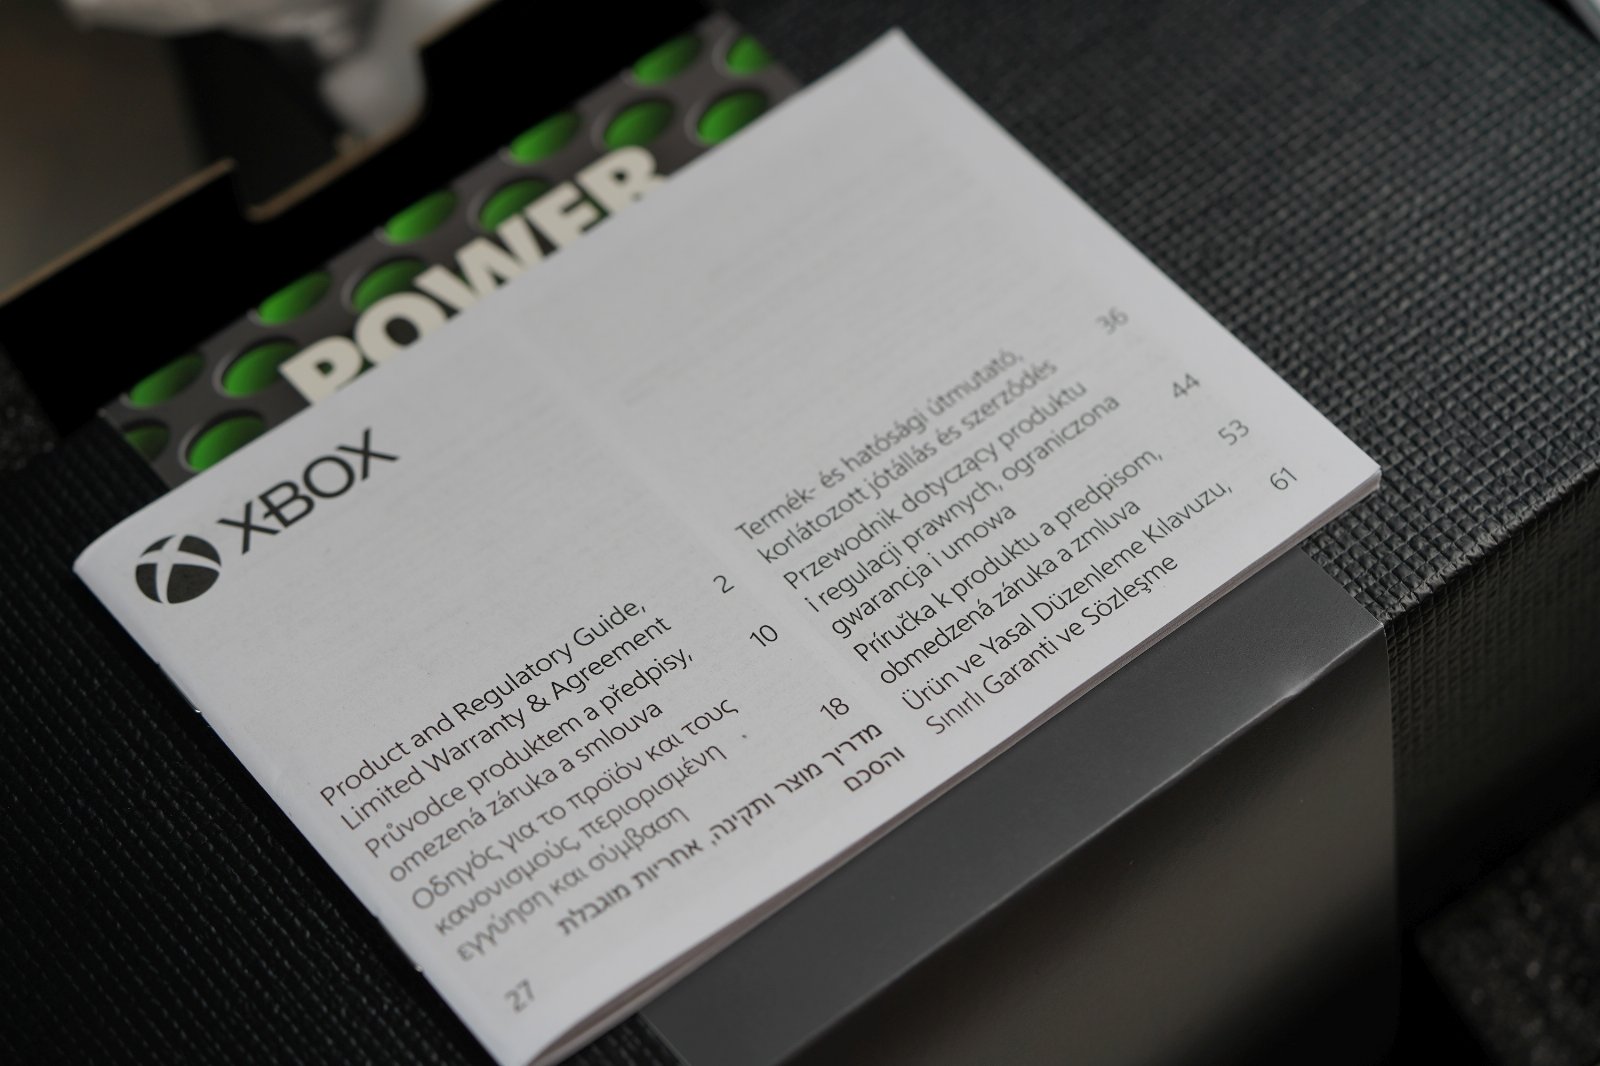 POWER
XBOX
Product and Regulatory Guide,
Limited Warranty & Agreement
2
Průvodce produktem a předpisy,
omezená záruka a smlouva
10
Οδηγός για το προϊόν και τους
κανονισμούς, περιορισμένη
εγγύηση και σύμβαση
18
מדריך מוצר ותקינה, אחריות מוגבלת
והסכם
27
Termék- és hatósági útmutató,
korlátozott jótállás és szerződés
36
Przewodnik dotyczący produktu
i regulacji prawnych, ograniczona
gwarancja i umowa
44
Príručka k produktu a predpisom,
obmedzená záruka a zmluva
53
Ürün ve Yasal Düzenleme Kılavuzu,
Sınırlı Garanti ve Sözleşme
61